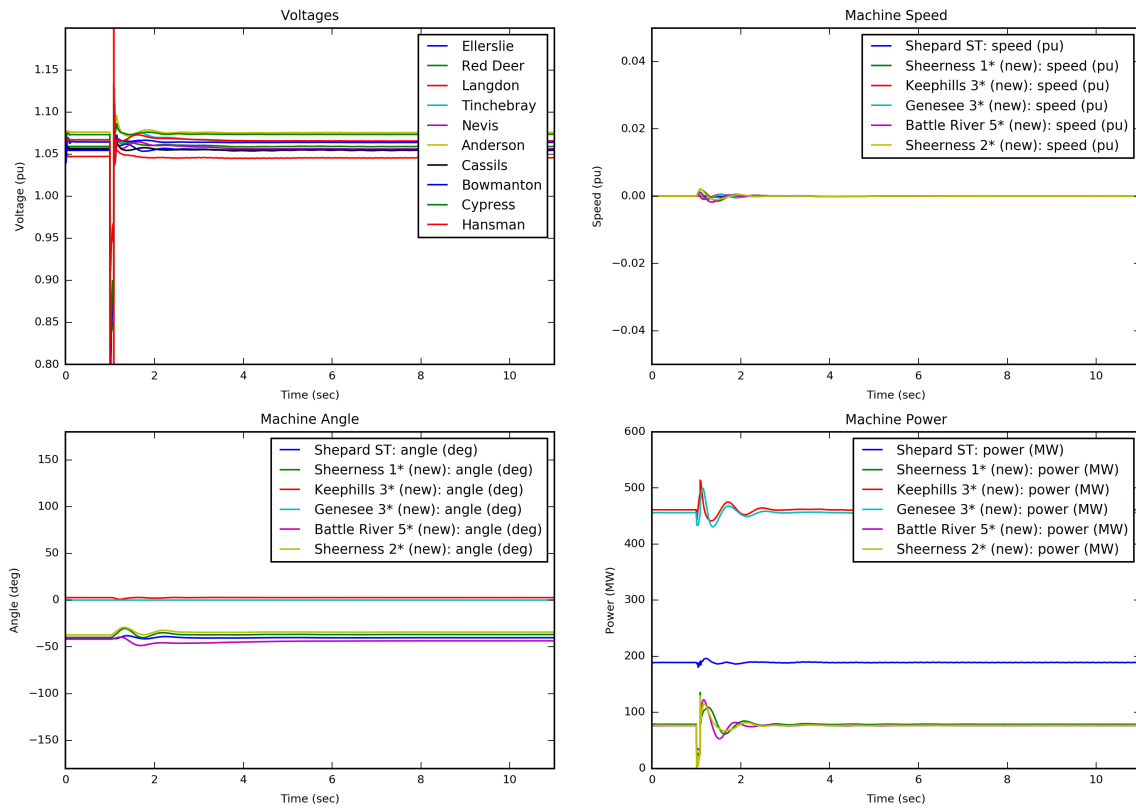 Voltages
Voltage (pu)
1.15
1.10
1.05
1.00
0.95
0.90
0.85
0.80
0 2 4 6 8 10
Time (sec)
Ellerslie
Red Deer
Langdon
Tinchebray
Nevis
Anderson
Cassils
Bowmanton
Cypress
Hansman
Machine Speed
Speed (pu)
0.04
0.02
0.00
−0.02
−0.04
0 2 4 6 8 10
Time (sec)
Shepard ST: speed (pu)
Sheerness 1* (new): speed (pu)
Keephills 3* (new): speed (pu)
Genesee 3* (new): speed (pu)
Battle River 5* (new): speed (pu)
Sheerness 2* (new): speed (pu)
Machine Angle
Angle (deg)
150
100
50
0
−50
−100
−150
0 2 4 6 8 10
Time (sec)
Shepard ST: angle (deg)
Sheerness 1* (new): angle (deg)
Keephills 3* (new): angle (deg)
Genesee 3* (new): angle (deg)
Battle River 5* (new): angle (deg)
Sheerness 2* (new): angle (deg)
Machine Power
Power (MW)
600
500
400
300
200
100
0
0 2 4 6 8 10
Time (sec)
Shepard ST: power (MW)
Sheerness 1* (new): power (MW)
Keephills 3* (new): power (MW)
Genesee 3* (new): power (MW)
Battle River 5* (new): power (MW)
Sheerness 2* (new): power (MW)